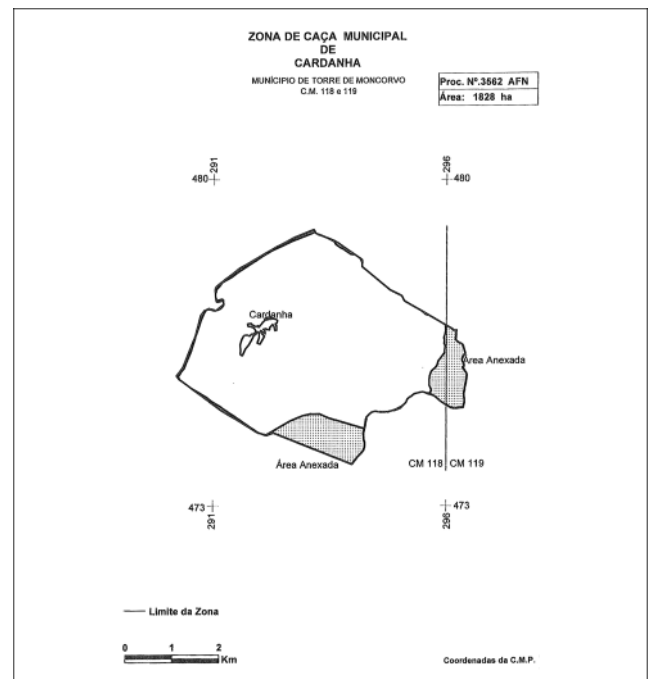 ZONA DE CAÇA MUNICIPAL
DE
CARDANHA
MUNÍCIPIO DE TORRE DE MONCORVO
C.M. 118 e 119
Proc. Nº.3562 AFN
Área: 1828 ha
291
480
296
480
Cardanha
Área Anexada
Área Anexada
CM 118
CM 119
473
291
473
296
Limite da Zona
0 1 2
Km
Coordenadas da C.M.P.